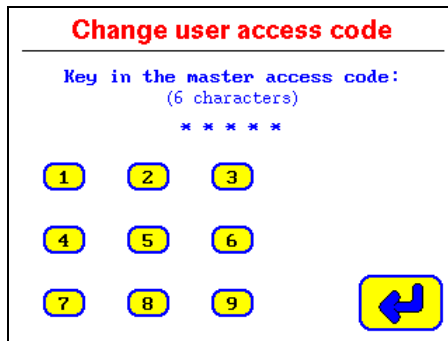 Change user access code
Key in the master access code:
(6 characters)
* * * * *
1 2 3
4 5 6
7 8 9